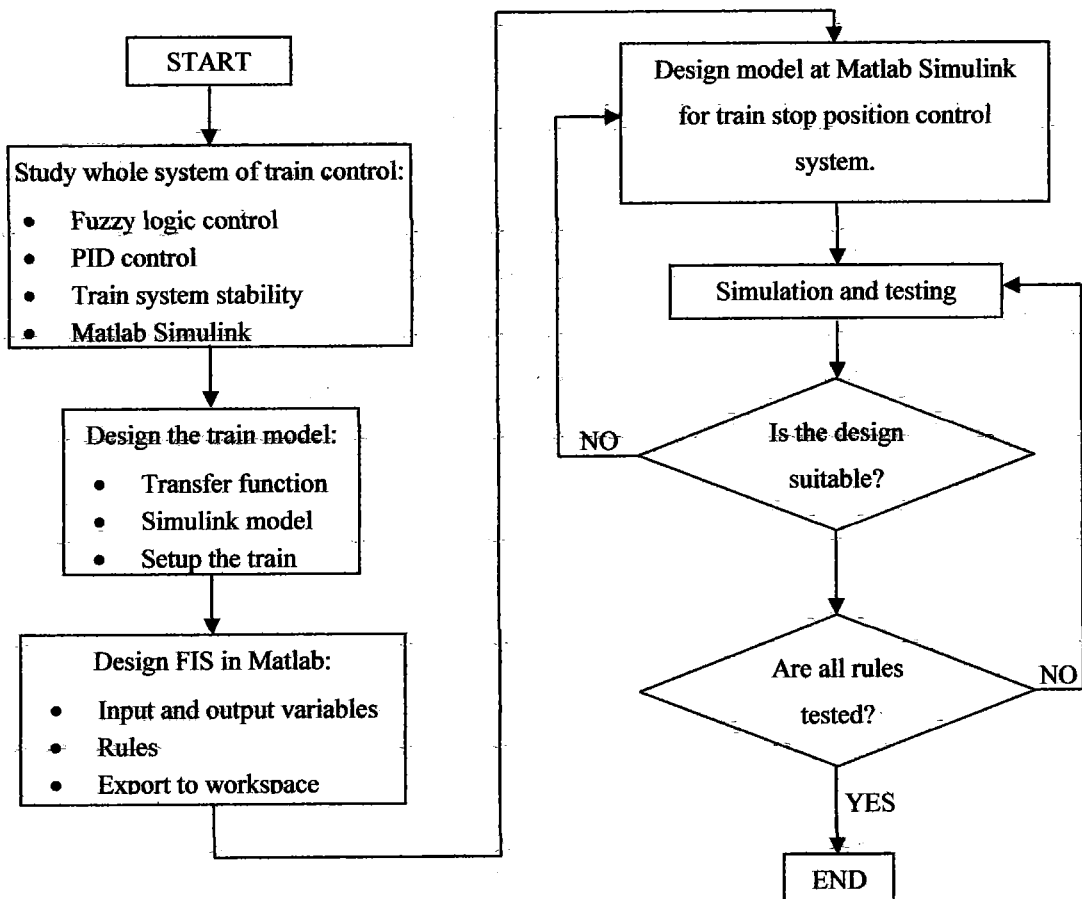 START
Study whole system of train control:
• Fuzzy logic control
• PID control
• Train system stability
• Matlab Simulink
Design the train model:
• Transfer function
• Simulink model
• Setup the train
Design FIS in Matlab:
• Input and output variables
• Rules
• Export to workspace
Design model at Matlab Simulink
for train stop position control
system.
Simulation and testing
Is the design
suitable?
NO
Are all rules
tested?
NO
YES
END